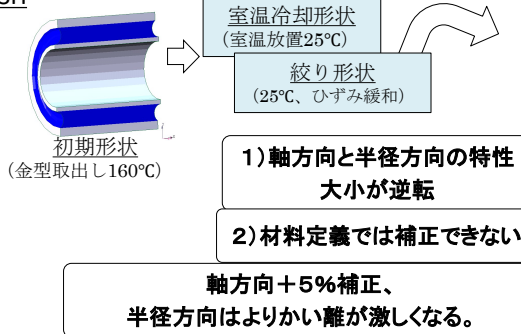 室温冷却形状
(室温放置25℃)
絞り形状
(25℃、ひずみ緩和)
初期形状
(金型取出し160℃)
1)軸方向と半径方向の特性
大小が逆転
2)材料定義では補正できない
軸方向+5%補正、
半径方向はよりかい離が激しくなる。